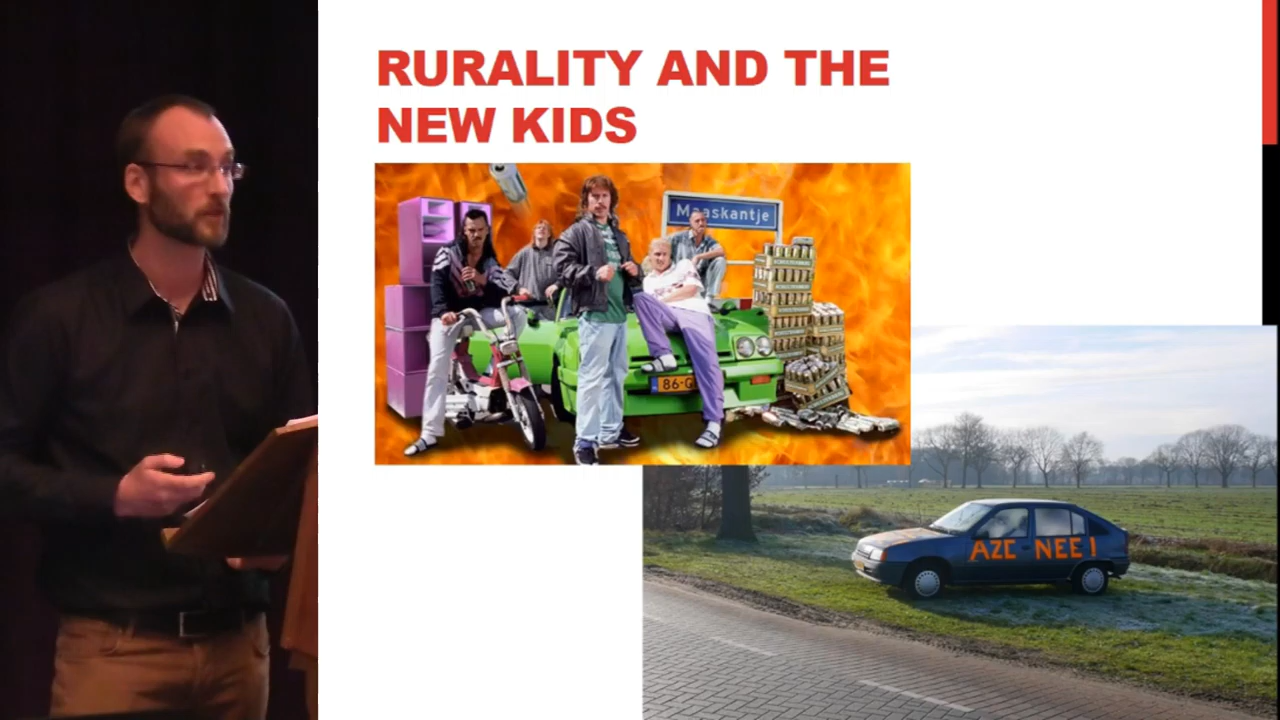 RURALITY AND THE
NEW KIDS
Maaskantje
86-G
AZC NEE!